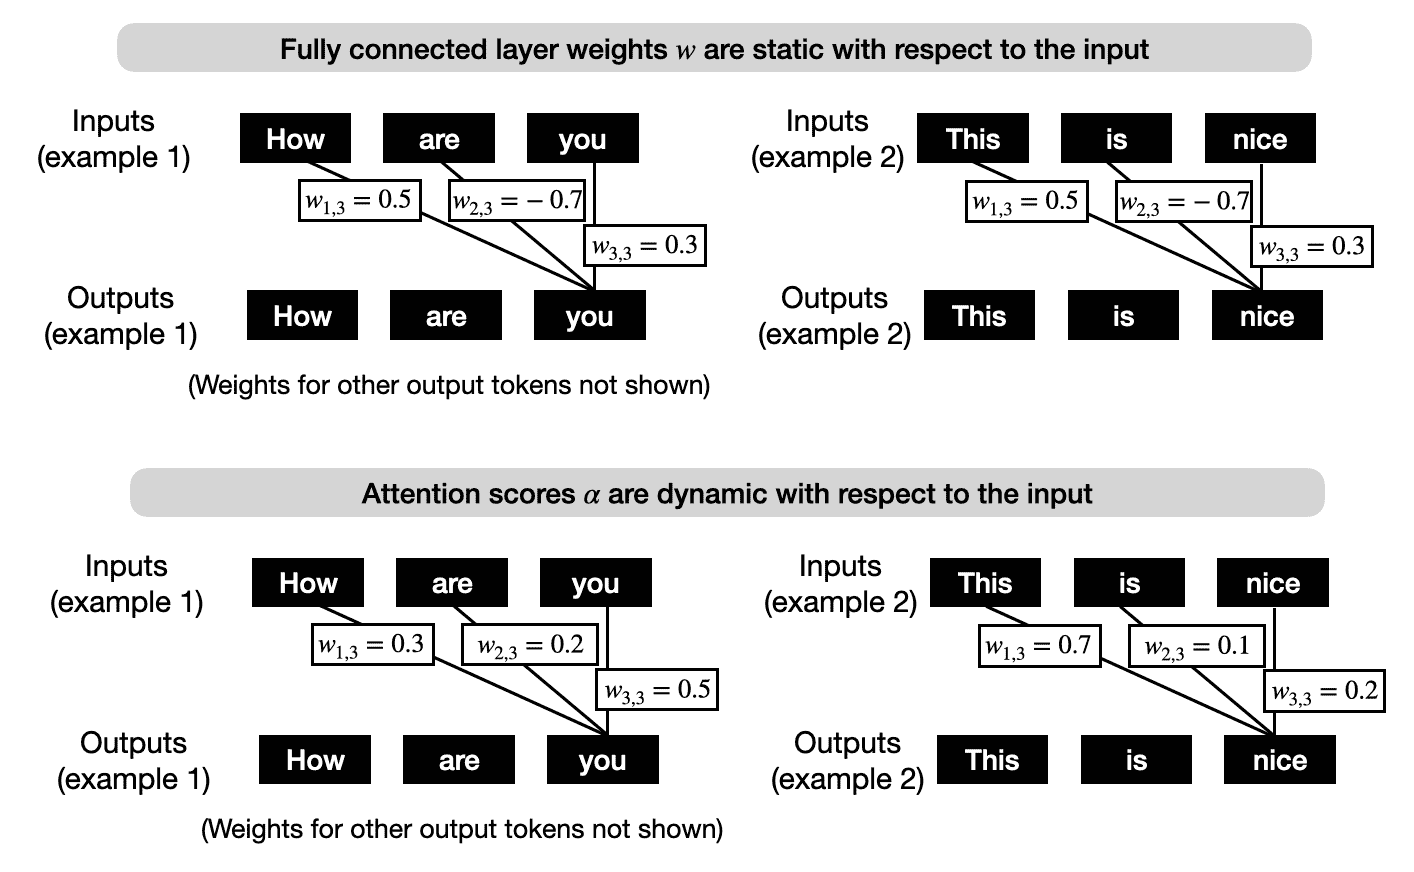 Fully connected layer weights w are static with respect to the input
Inputs
(example 1)
How are you
w1,3 = 0.5
w2,3 = − 0.7
w3,3 = 0.3
Outputs
(example 1)
How are you
(Weights for other output tokens not shown)
Inputs
(example 2)
This is nice
w1,3 = 0.5
w2,3 = − 0.7
w3,3 = 0.3
Outputs
(example 2)
This is nice
Attention scores α are dynamic with respect to the input
Inputs
(example 1)
How are you
w1,3 = 0.3
w2,3 = 0.2
w3,3 = 0.5
Outputs
(example 1)
How are you
(Weights for other output tokens not shown)
Inputs
(example 2)
This is nice
w1,3 = 0.7
w2,3 = 0.1
w3,3 = 0.2
Outputs
(example 2)
This is nice